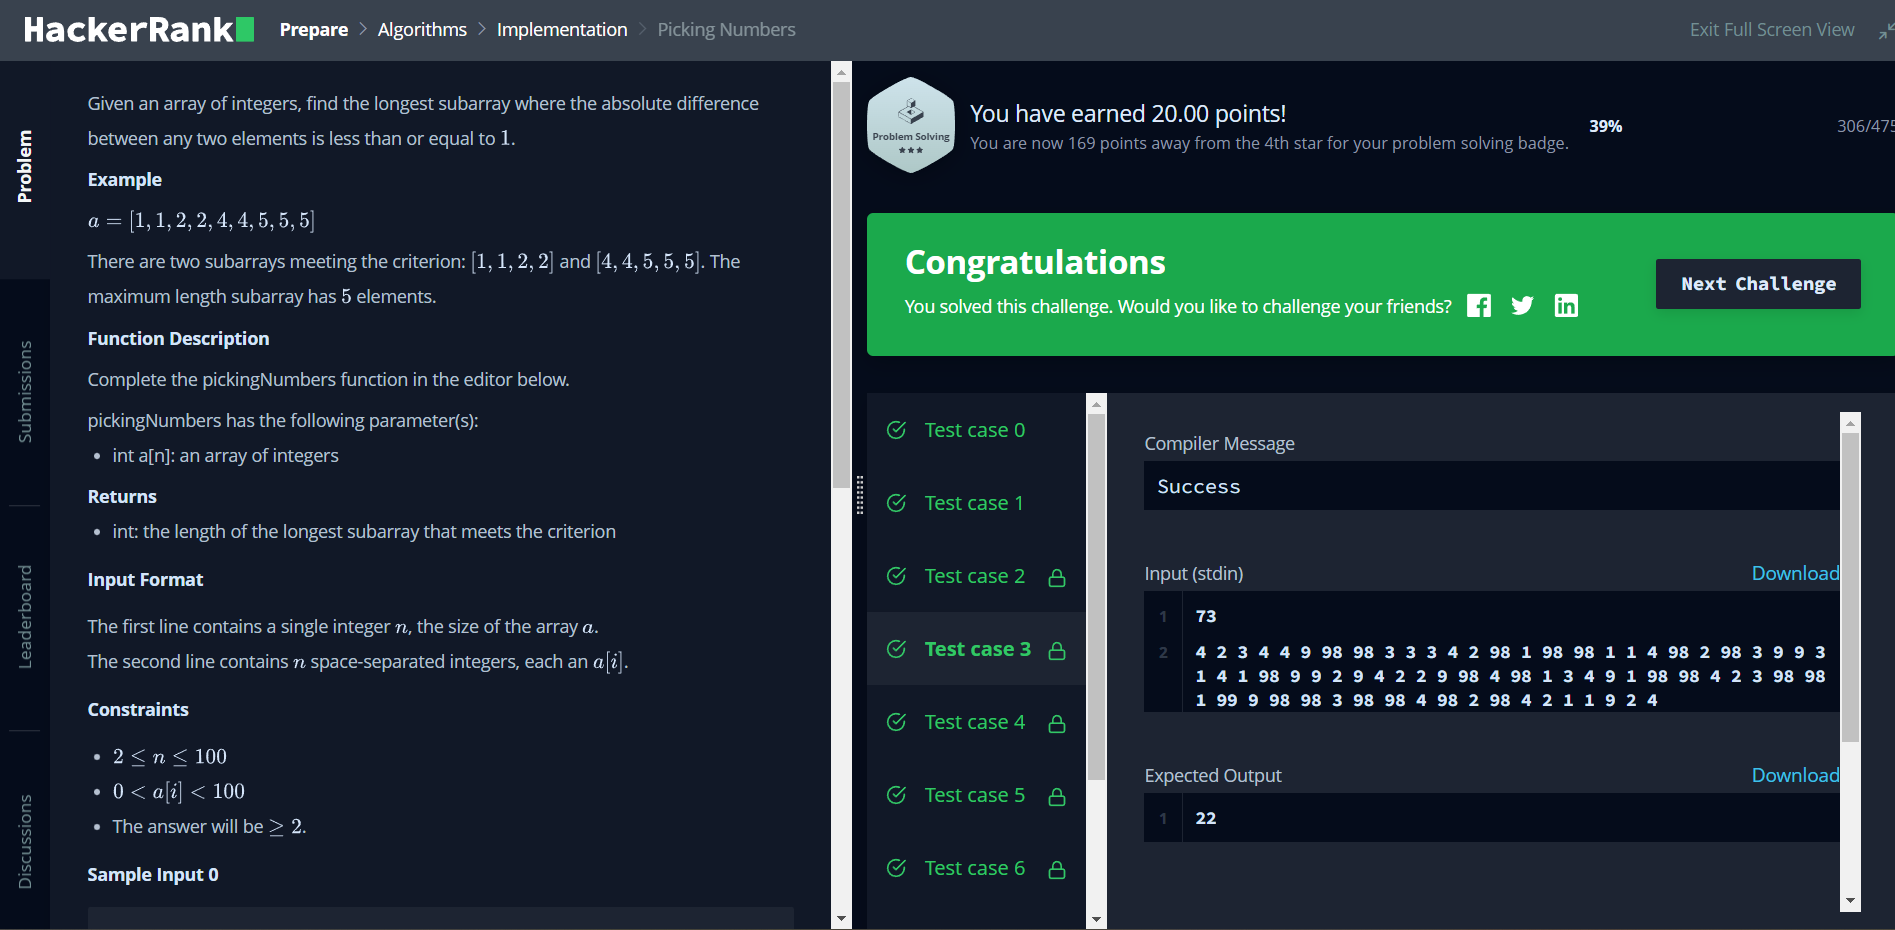 HackerRank
Prepare > Algorithms > Implementation > Picking Numbers
Exit Full Screen View
Problem
Submissions
Leaderboard
Discussions
Given an array of integers, find the longest subarray where the absolute difference
between any two elements is less than or equal to 1.
Example
a = [1, 1, 2, 2, 4, 4, 5, 5, 5]
There are two subarrays meeting the criterion: [1, 1, 2, 2] and [4, 4, 5, 5, 5]. The
maximum length subarray has 5 elements.
Function Description
Complete the pickingNumbers function in the editor below.
pickingNumbers has the following parameter(s):
• int a[n]: an array of integers
Returns
• int: the length of the longest subarray that meets the criterion
Input Format
The first line contains a single integer n, the size of the array a.
The second line contains n space-separated integers, each an a[i].
Constraints
• 2 ≤ n ≤ 100
• 0 < a[i] < 100
• The answer will be ≥ 2.
Sample Input 0
Problem Solving
You have earned 20.00 points!
You are now 169 points away from the 4th star for your problem solving badge.
39%
306/475
Congratulations
You solved this challenge. Would you like to challenge your friends?
Next Challenge
Test case 0
Test case 1
Test case 2
Test case 3
Test case 4
Test case 5
Test case 6
Compiler Message
Success
Input (stdin)
Download
1 73
2 4 2 3 4 4 9 98 98 3 3 3 4 2 98 1 98 98 1 1 4 98 2 98 3 9 9 3
1 4 1 98 9 9 2 9 4 2 2 9 98 4 98 1 3 4 9 1 98 98 4 2 3 98 98
1 99 9 98 98 3 98 98 4 98 2 98 4 2 1 1 9 2 4
Expected Output
Download
1 22